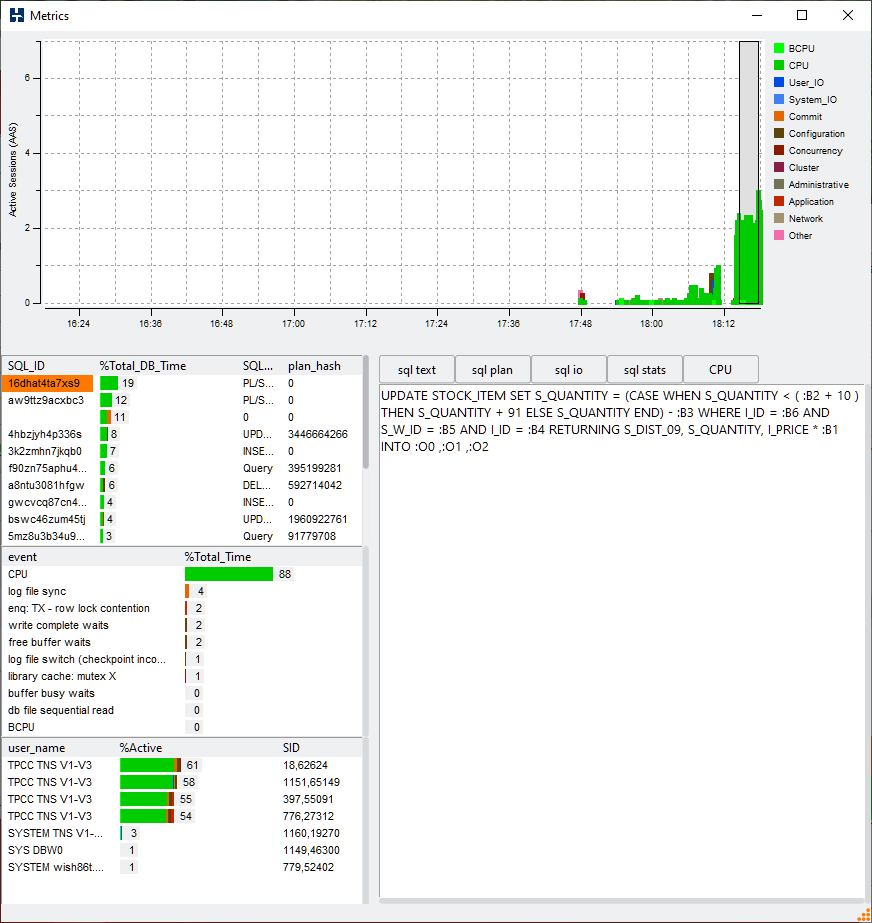 Metrics
Active Sessions (AAS)
6
4
2
0
16:24 16:36 16:48 17:00 17:12 17:24 17:36 17:48 18:00 18:12
BCPU
CPU
User_IO
System_IO
Commit
Configuration
Concurrency
Cluster
Administrative
Application
Network
Other
SQL_ID %Total_DB_Time SQL... plan_hash
16dhat4ta7xs9 19 PL/S... 0
aw9ttz9acxbc3 12 PL/S... 0
11 0 0
4hbzjyh4p336s 8 UPD... 3446664266
3k2zmhn7jkqb0 7 INSE... 0
f90zn75aphu4... 6 Query 395199281
a8ntu3081hfgw 6 DEL... 592714042
gwcvcq87cn4... 4 INSE... 0
bswc46zum45tj 4 UPD... 1960922761
5mz8u3b34u9... 3 Query 91779708
event %Total_Time
CPU 88
log file sync 4
enq: TX - row lock contention 2
write complete waits 2
free buffer waits 2
log file switch (checkpoint inco... 1
library cache: mutex X 1
buffer busy waits 0
db file sequential read 0
BCPU 0
user_name %Active SID
TPCC TNS V1-V3 61 18,62624
TPCC TNS V1-V3 58 1151,65149
TPCC TNS V1-V3 55 397,55091
TPCC TNS V1-V3 54 776,27312
SYSTEM TNS V1-... 3 1160,19270
SYS DBW0 1 1149,46300
SYSTEM wish86t.... 1 779,52402
sql text sql plan sql io sql stats CPU
UPDATE STOCK_ITEM SET S_QUANTITY = (CASE WHEN S_QUANTITY < ( :B2 + 10 )
THEN S_QUANTITY + 91 ELSE S_QUANTITY END) - :B3 WHERE I_ID = :B6 AND
S_W_ID = :B5 AND I_ID = :B4 RETURNING S_DIST_09, S_QUANTITY, I_PRICE * :B1
INTO :O0 ,:O1 ,:O2